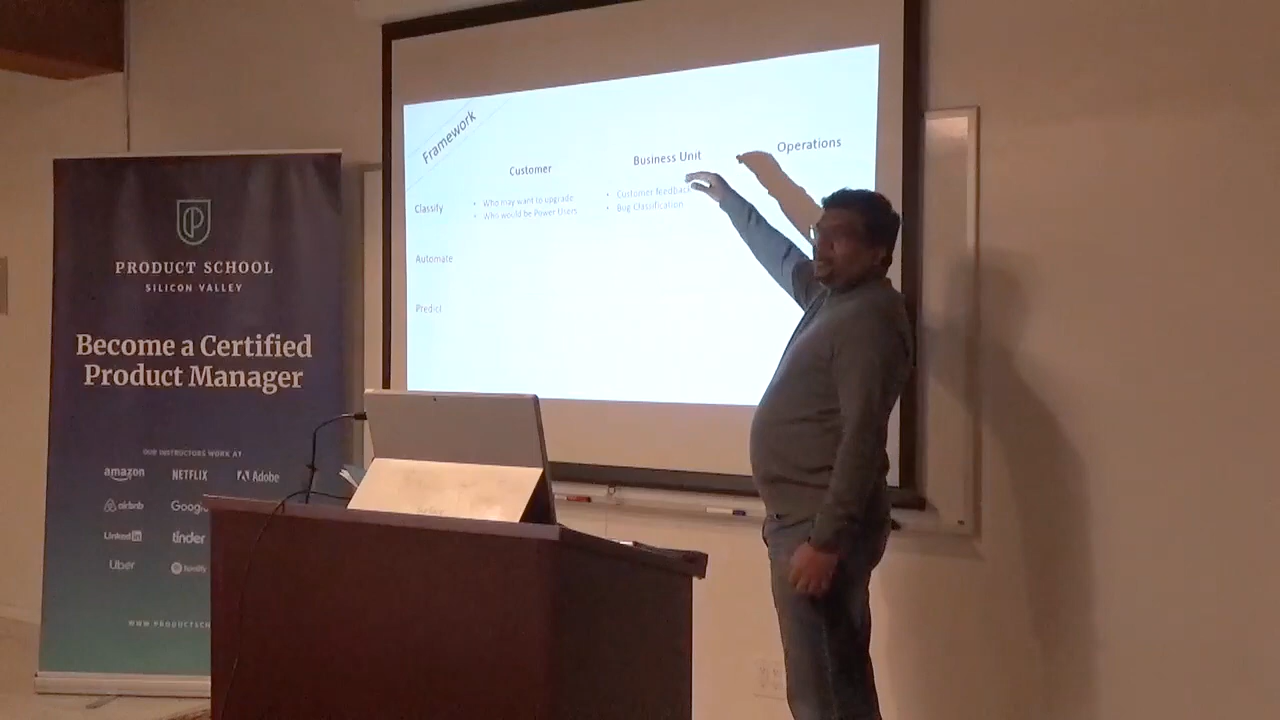 PRODUCT SCHOOL
SILICON VALLEY
Become a Certified
Product Manager
OUR INSTRUCTORS WORK AT
amazon NETFLIX Adobe
airbnb Google
LinkedIn tinder
Uber Spotify
Framework
Customer Business Unit Operations
Classify • Who may want to upgrade • Customer feedback
• Who would be Power Users • Bug Classification
Automate
Predict